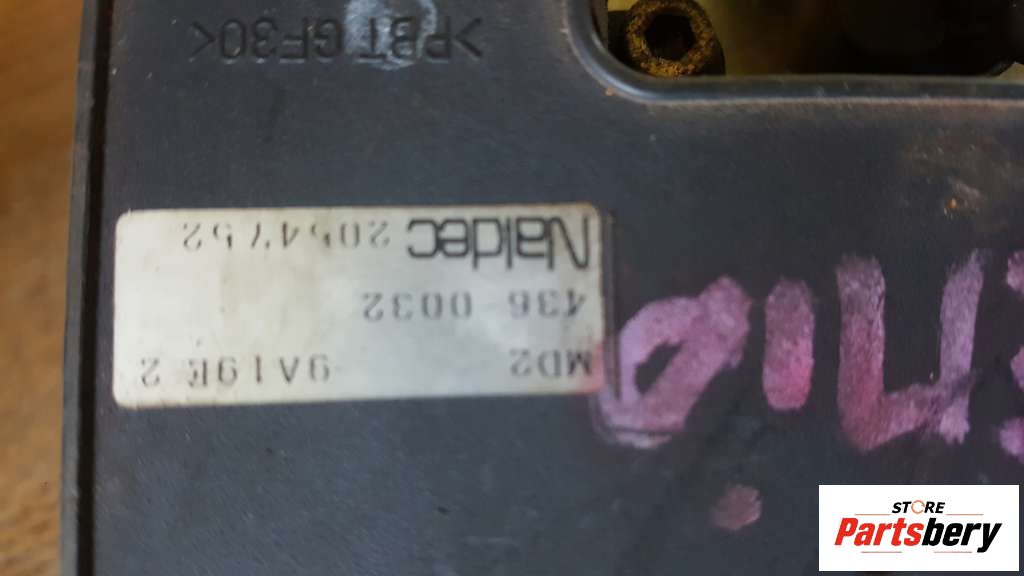 MD2 9A19E 2
436 0032
Naldec 2054752
>PBT GF30<
STORE
Partsbery